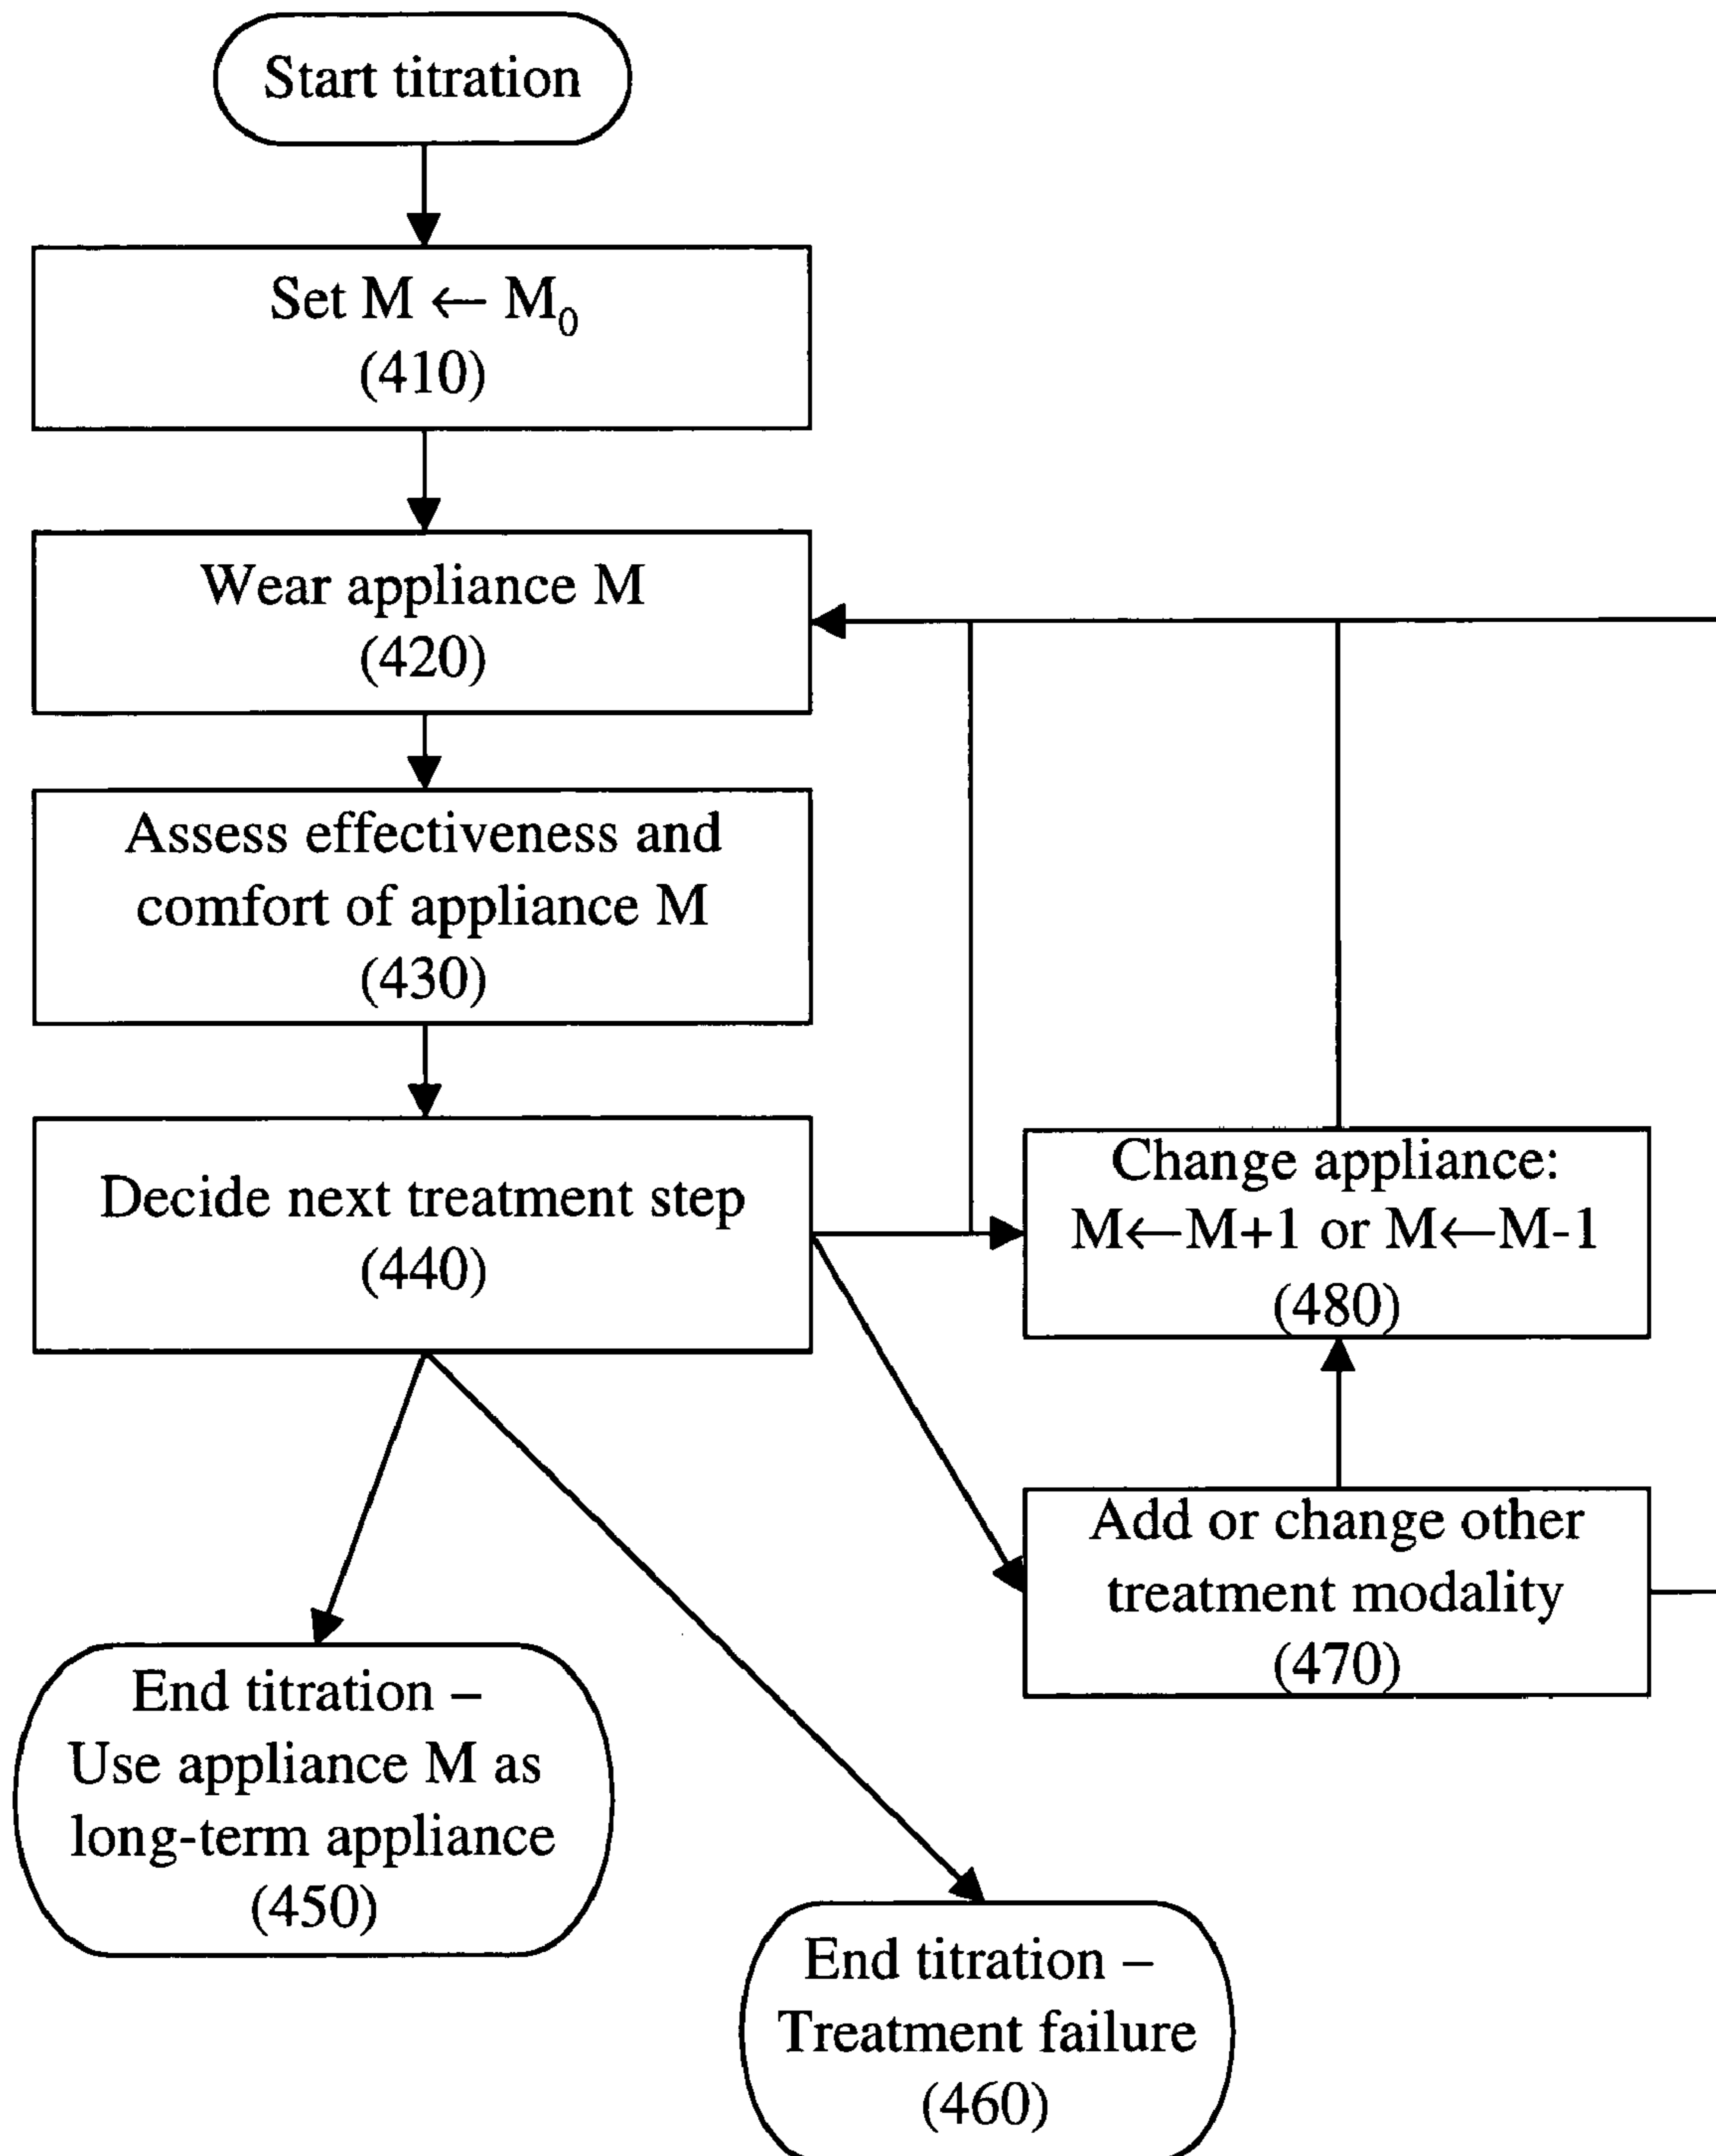 Start titration
Set M ← M₀
(410)
Wear appliance M
(420)
Assess effectiveness and
comfort of appliance M
(430)
Decide next treatment step
(440)
Change appliance:
M←M+1 or M←M-1
(480)
Add or change other
treatment modality
(470)
End titration –
Use appliance M as
long-term appliance
(450)
End titration –
Treatment failure
(460)